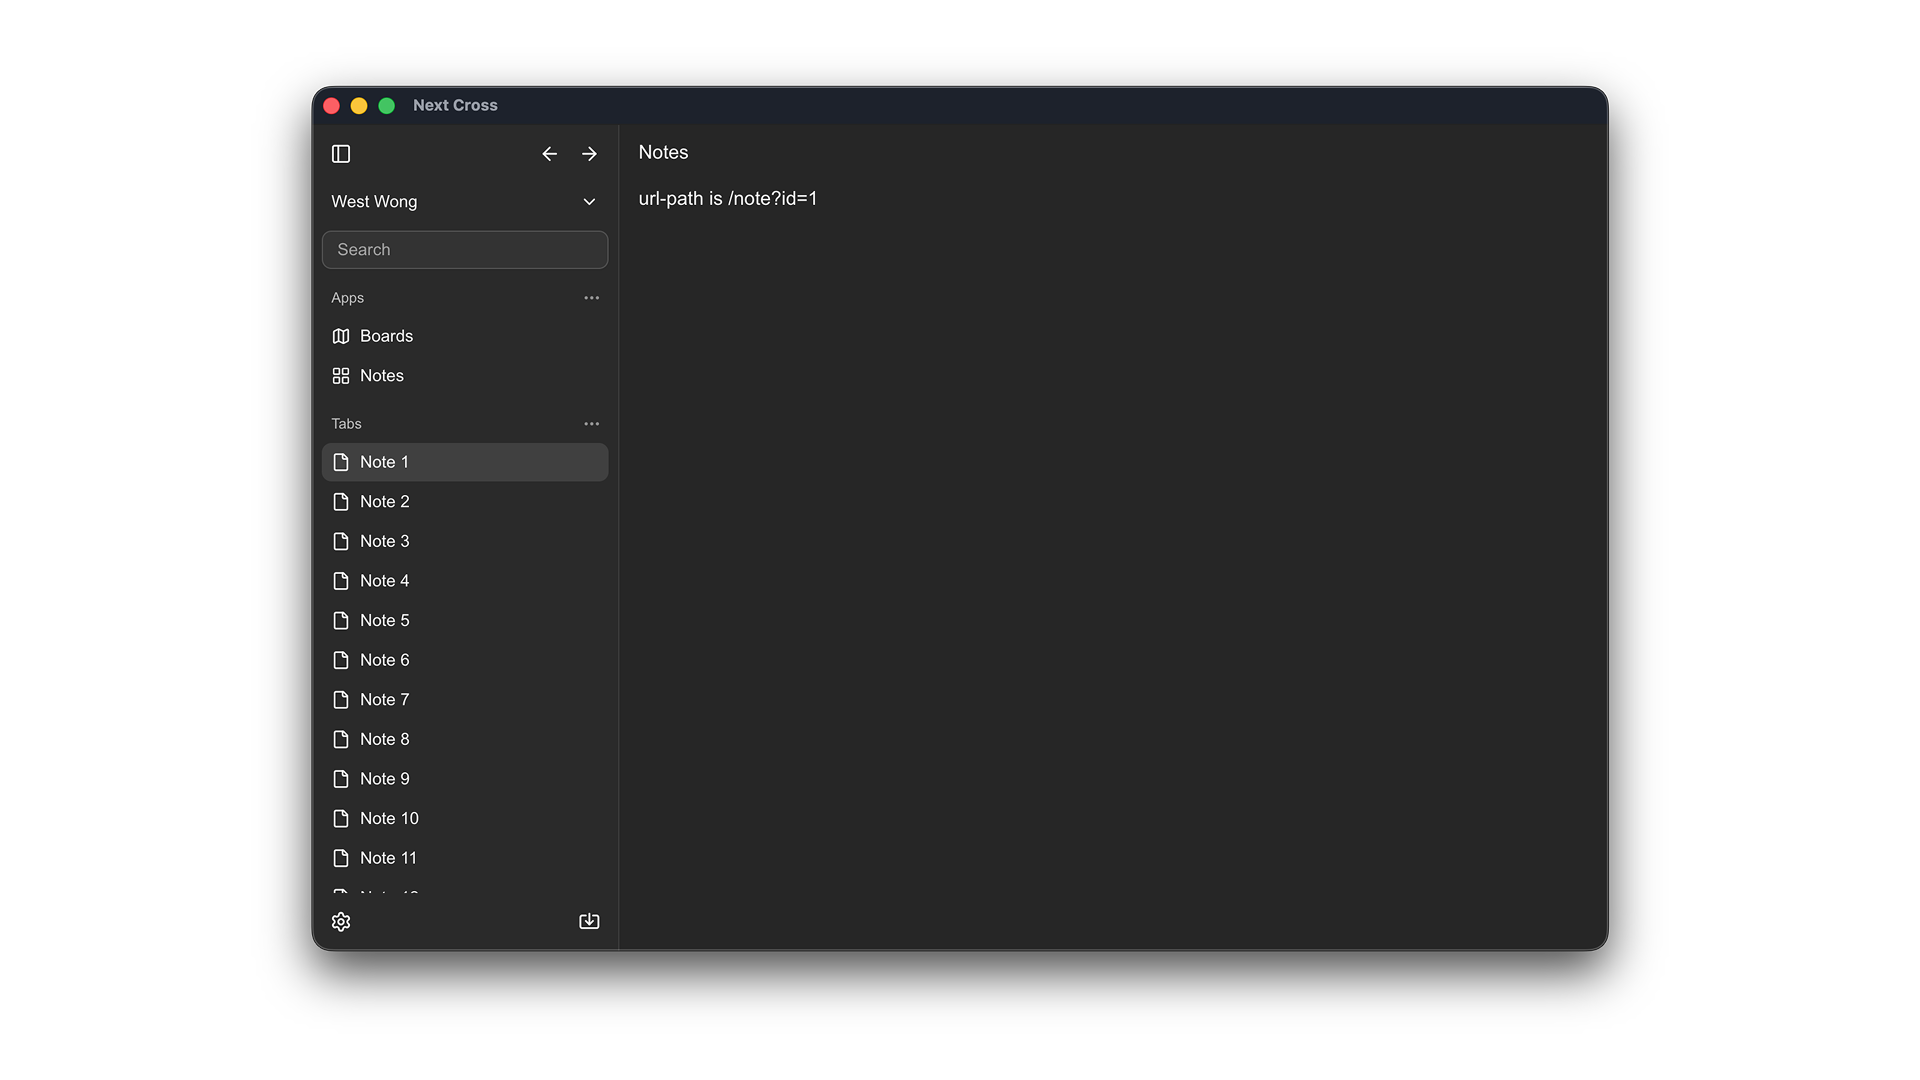 Next Cross
West Wong
Search
Apps
Boards
Notes
Tabs
Note 1
Note 2
Note 3
Note 4
Note 5
Note 6
Note 7
Note 8
Note 9
Note 10
Note 11
Notes
url-path is /note?id=1